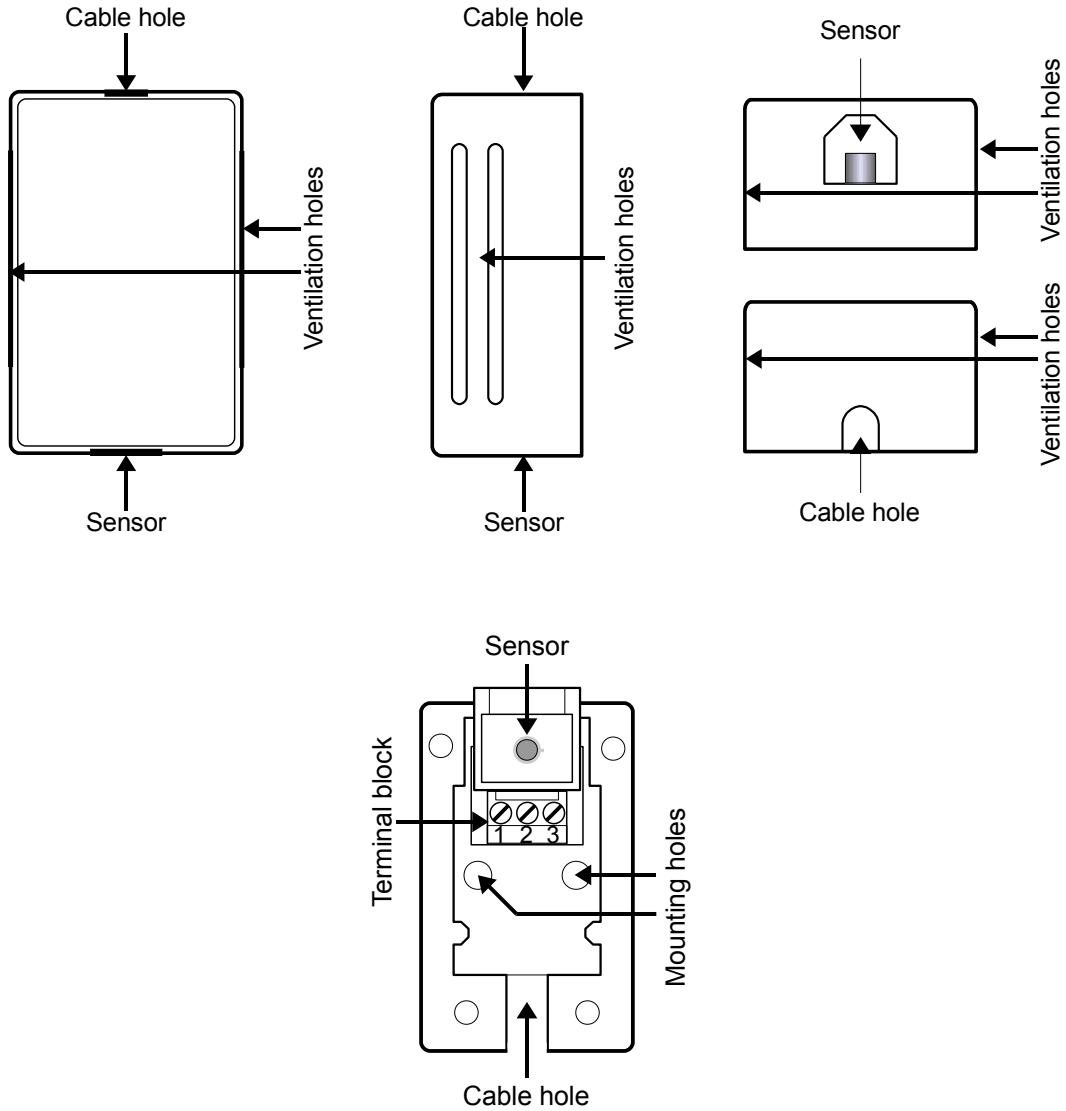 Cable hole
Ventilation holes
Sensor
Cable hole
Ventilation holes
Sensor
Sensor
Ventilation holes
Ventilation holes
Cable hole
Sensor
Terminal block
1 2 3
Mounting holes
Cable hole